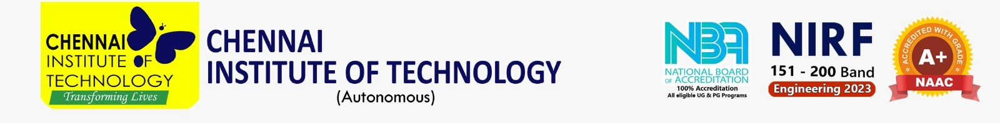 CHENNAI
INSTITUTE OF
TECHNOLOGY
Transforming Lives
CHENNAI
INSTITUTE OF TECHNOLOGY
(Autonomous)
NBA
NATIONAL BOARD
OF ACCREDITATION
100% Accreditation
All eligible UG & PG Programs
NIRF
151 - 200 Band
Engineering 2023
ACCREDITED WITH GRADE
A+
NAAC